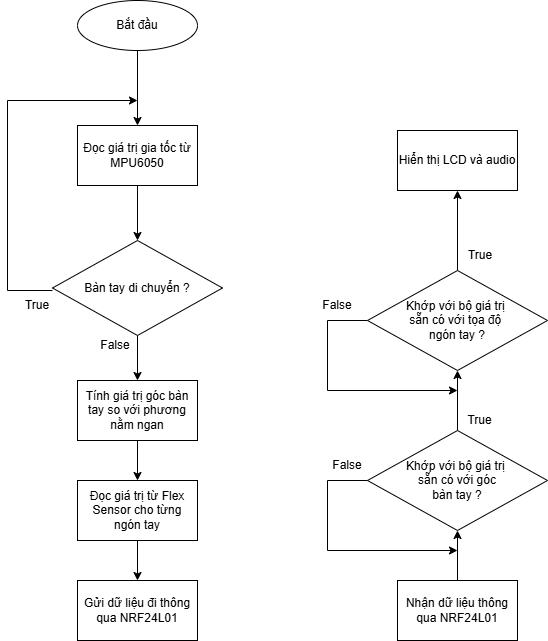 Bắt đầu
Đọc giá trị gia tốc từ
MPU6050
Bàn tay di chuyển ?
True
False
Tính giá trị góc bàn
tay so với phương
nằm ngan
Đọc giá trị từ Flex
Sensor cho từng
ngón tay
Gửi dữ liệu đi thông
qua NRF24L01
Hiển thị LCD và audio
True
False
Khớp với bộ giá trị
sẵn có với tọa độ
ngón tay ?
True
False
Khớp với bộ giá trị
sẵn có với góc
bàn tay ?
Nhận dữ liệu thông
qua NRF24L01